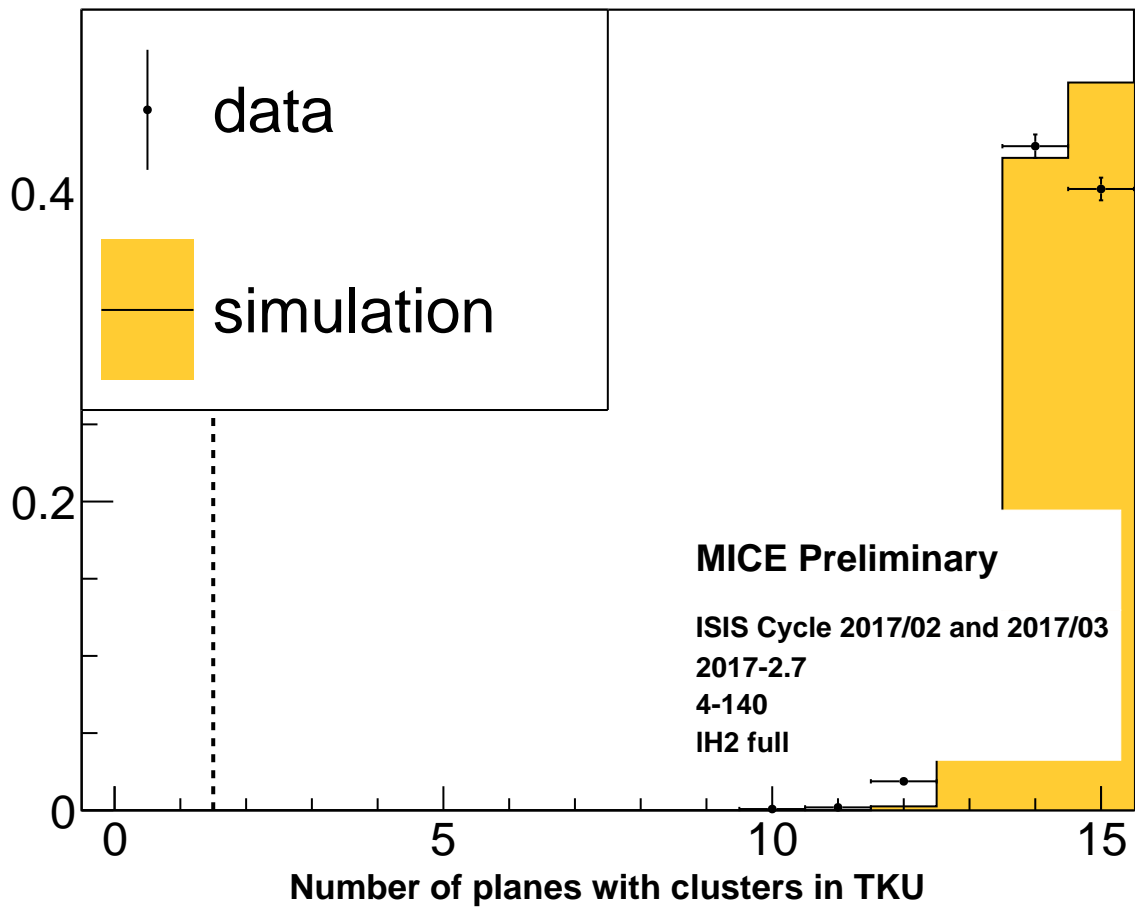 data
simulation
0.4
0.2
0
MICE Preliminary
ISIS Cycle 2017/02 and 2017/03
2017-2.7
4-140
lH2 full
0 5 10 15
Number of planes with clusters in TKU